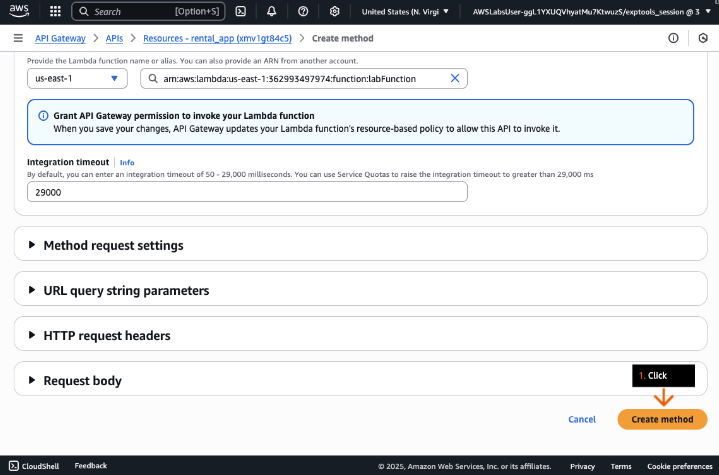 aws
Search [Option+S]
United States (N. Virgi
AWSLabsUser-ggL1YXUQVhyatMu7KtwuzS/exptools_session @ 3
API Gateway > APIs > Resources - rental_app (xmv1gt84c5) > Create method
Provide the Lambda function name or alias. You can also provide an ARN from another account.
us-east-1
arn:aws:lambda:us-east-1:362993497974:function:labFunction
Grant API Gateway permission to invoke your Lambda function
When you save your changes, API Gateway updates your Lambda function's resource-based policy to allow this API to invoke it.
Integration timeout Info
By default, you can enter an integration timeout of 50 - 29,000 milliseconds. You can use Service Quotas to raise the integration timeout to greater than 29,000 ms
29000
Method request settings
URL query string parameters
HTTP request headers
Request body
1. Click
Cancel
Create method
CloudShell
Feedback
© 2025, Amazon Web Services, Inc. or its affiliates.
Privacy
Terms
Cookie preferences